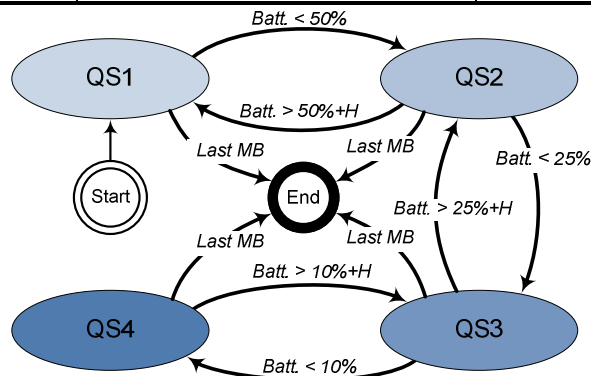 Batt. < 50%
QS1
QS2
Batt. > 50%+H
Last MB
Last MB
Batt. < 25%
Start
End
Batt. > 25%+H
Last MB
Last MB
Batt. > 10%+H
QS4
QS3
Batt. < 10%